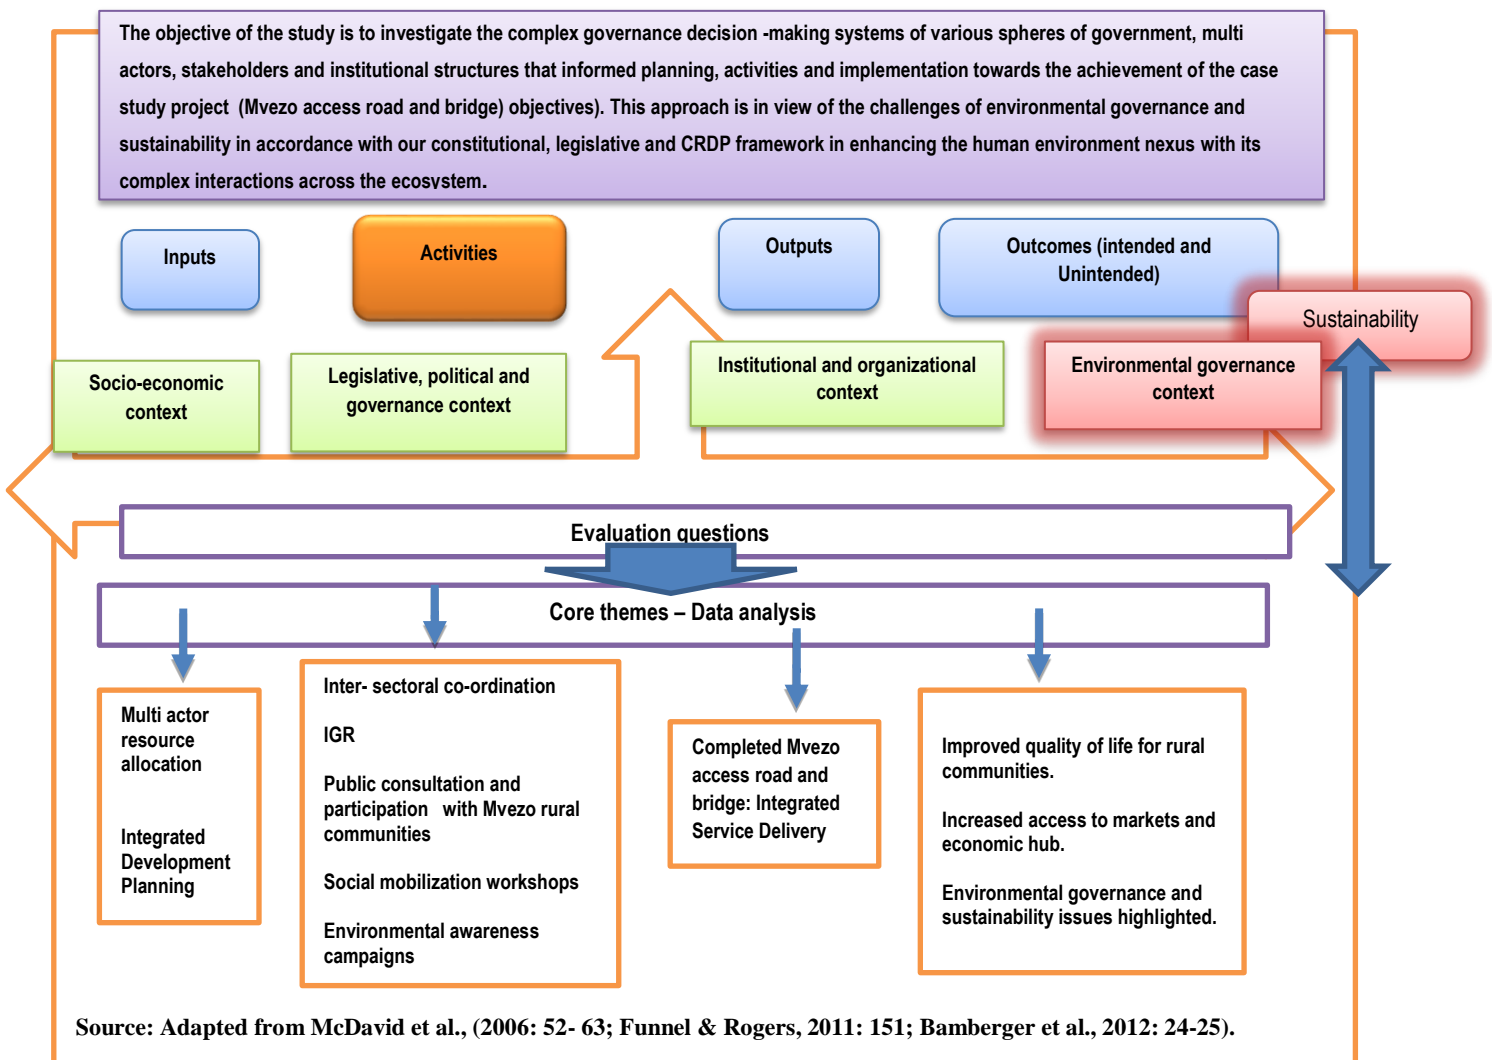 The objective of the study is to investigate the complex governance decision -making systems of various spheres of government, multi
actors, stakeholders and institutional structures that informed planning, activities and implementation towards the achievement of the case
study project (Mvezo access road and bridge) objectives). This approach is in view of the challenges of environmental governance and
sustainability in accordance with our constitutional, legislative and CRDP framework in enhancing the human environment nexus with its
complex interactions across the ecosystem.
Inputs
Activities
Outputs
Outcomes (intended and
Unintended)
Sustainability
Socio-economic
context
Legislative, political and
governance context
Institutional and organizational
context
Environmental governance
context
Evaluation questions
Core themes – Data analysis
Multi actor
resource
allocation
Integrated
Development
Planning
Inter- sectoral co-ordination
IGR
Public consultation and
participation with Mvezo rural
communities
Social mobilization workshops
Environmental awareness
campaigns
Completed Mvezo
access road and
bridge: Integrated
Service Delivery
Improved quality of life for rural
communities.
Increased access to markets and
economic hub.
Environmental governance and
sustainability issues highlighted.
Source: Adapted from McDavid et al., (2006: 52- 63; Funnel & Rogers, 2011: 151; Bamberger et al., 2012: 24-25).